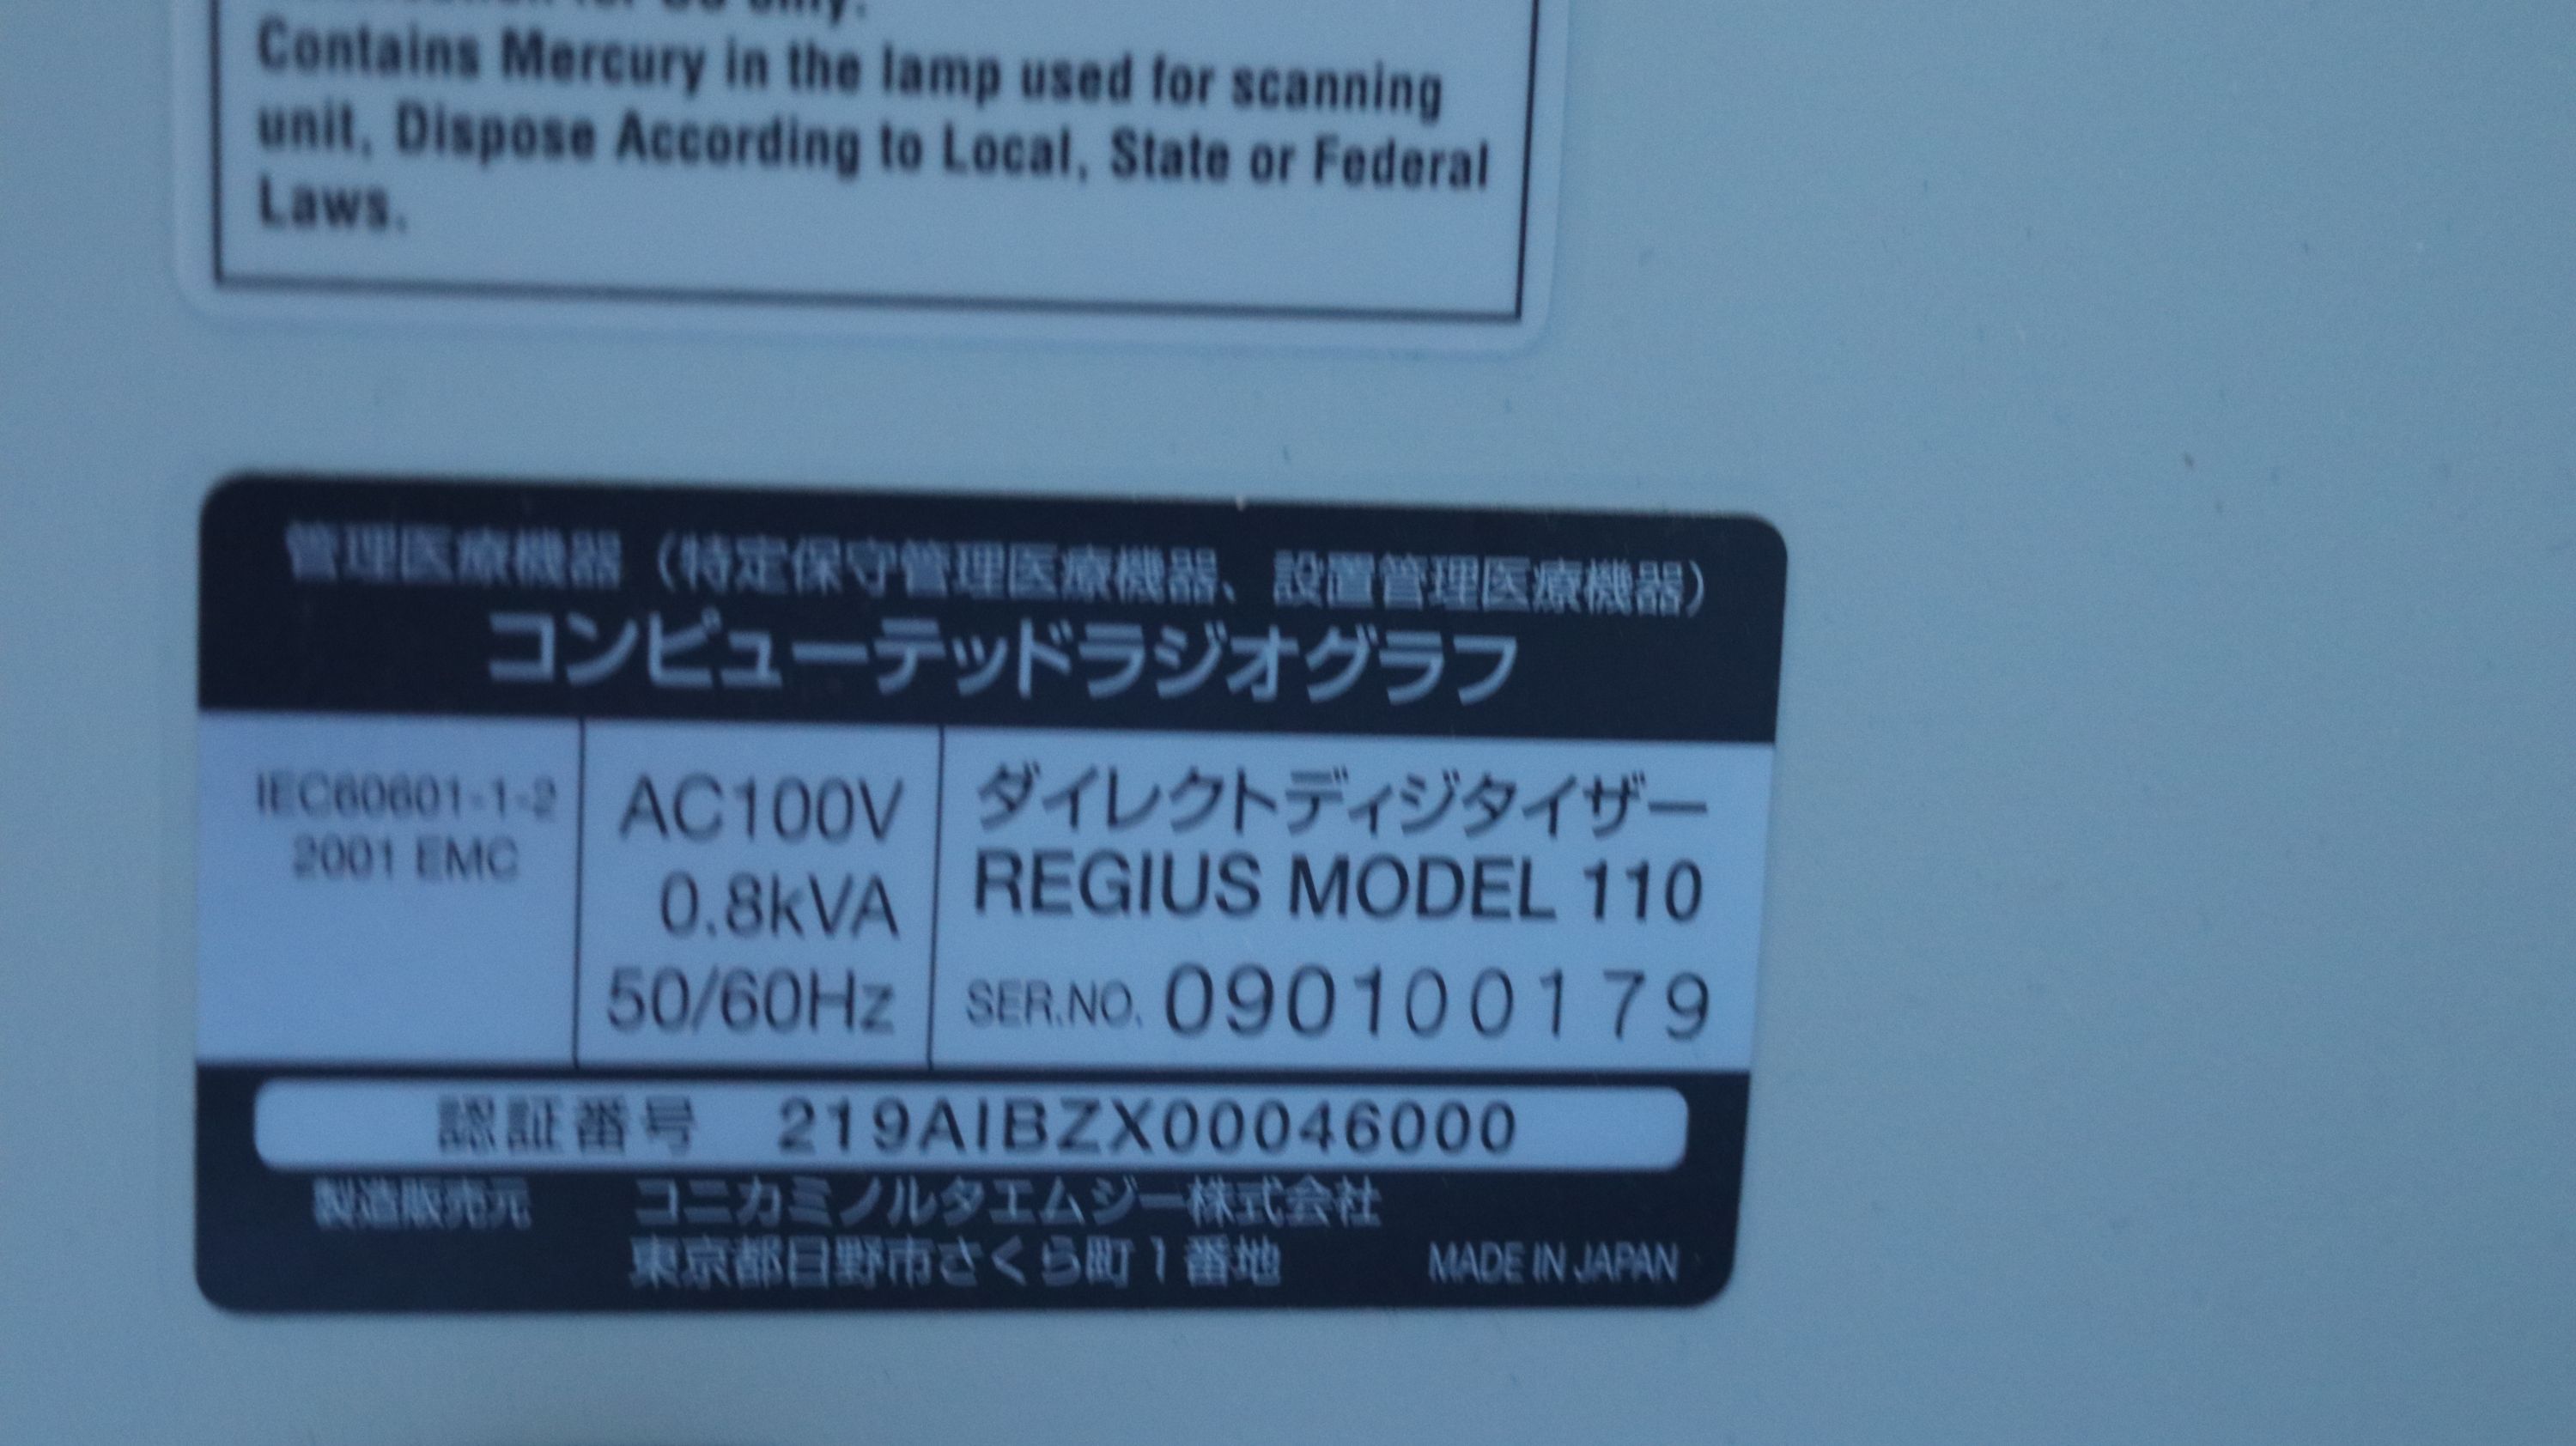 for US only.
Contains Mercury in the lamp used for scanning
unit, Dispose According to Local, State or Federal
Laws.
管理医療機器（特定保守管理医療機器、設置管理医療機器）
コンピューテッドラジオグラフ
IEC60601-1-2
2001 EMC
AC100V
0.8kVA
50/60Hz
ダイレクトディジタイザー
REGIUS MODEL 110
SER.NO. 090100179
認証番号 219AIBZX00046000
製造販売元 コニカミノルタエムジー株式会社
東京都日野市さくら町1番地
MADE IN JAPAN